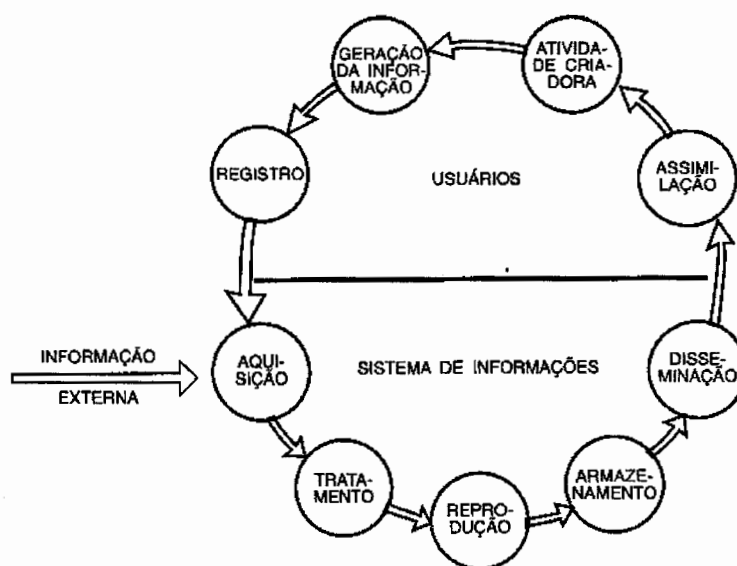 GERAÇÃO
DA INFOR-
MAÇÃO
ATIVIDA-
DE CRIA-
DORA
REGISTRO
USUÁRIOS
ASSIMI-
LAÇÃO
INFORMAÇÃO
EXTERNA
AQUI-
SIÇÃO
SISTEMA DE INFORMAÇÕES
DISSE-
MINAÇÃO
TRATA-
MENTO
REPRO-
DUÇÃO
ARMAZE-
NAMENTO